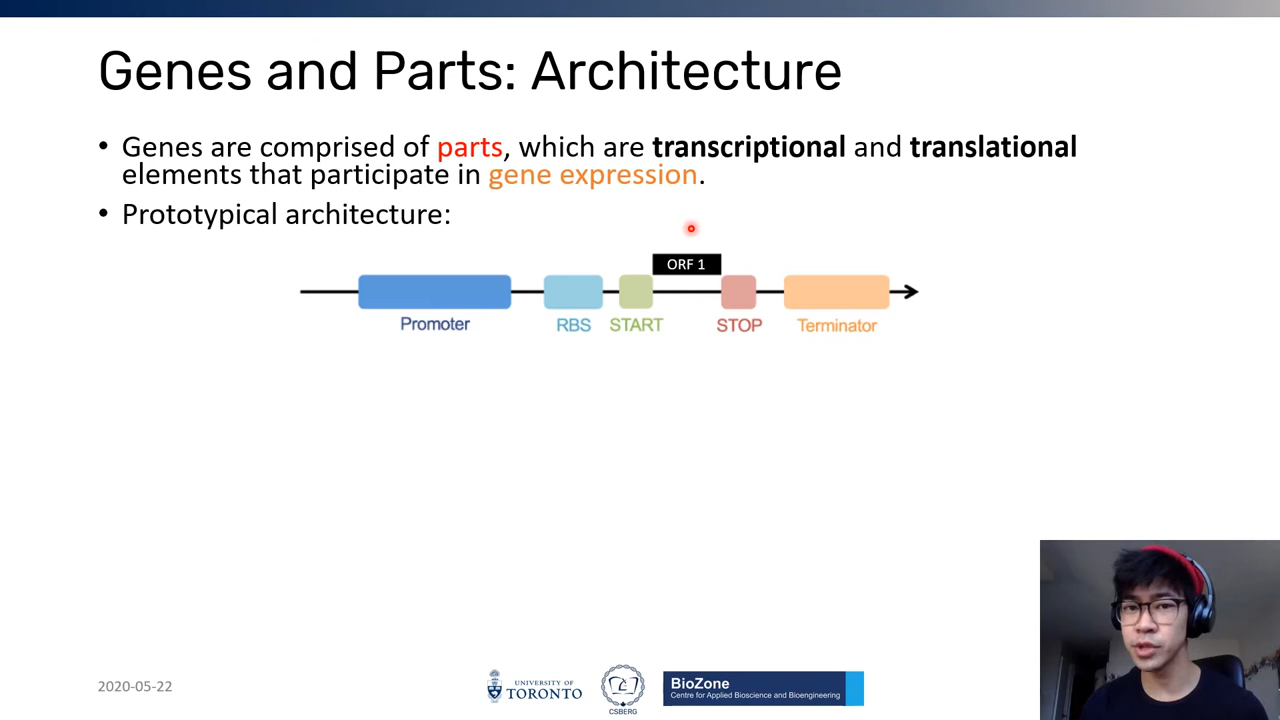 Genes and Parts: Architecture
• Genes are comprised of parts, which are transcriptional and translational
elements that participate in gene expression.
• Prototypical architecture:
ORF 1
Promoter RBS START STOP Terminator
2020-05-22
UNIVERSITY OF
TORONTO
CSBERG
BioZone
Centre for Applied Bioscience and Bioengineering